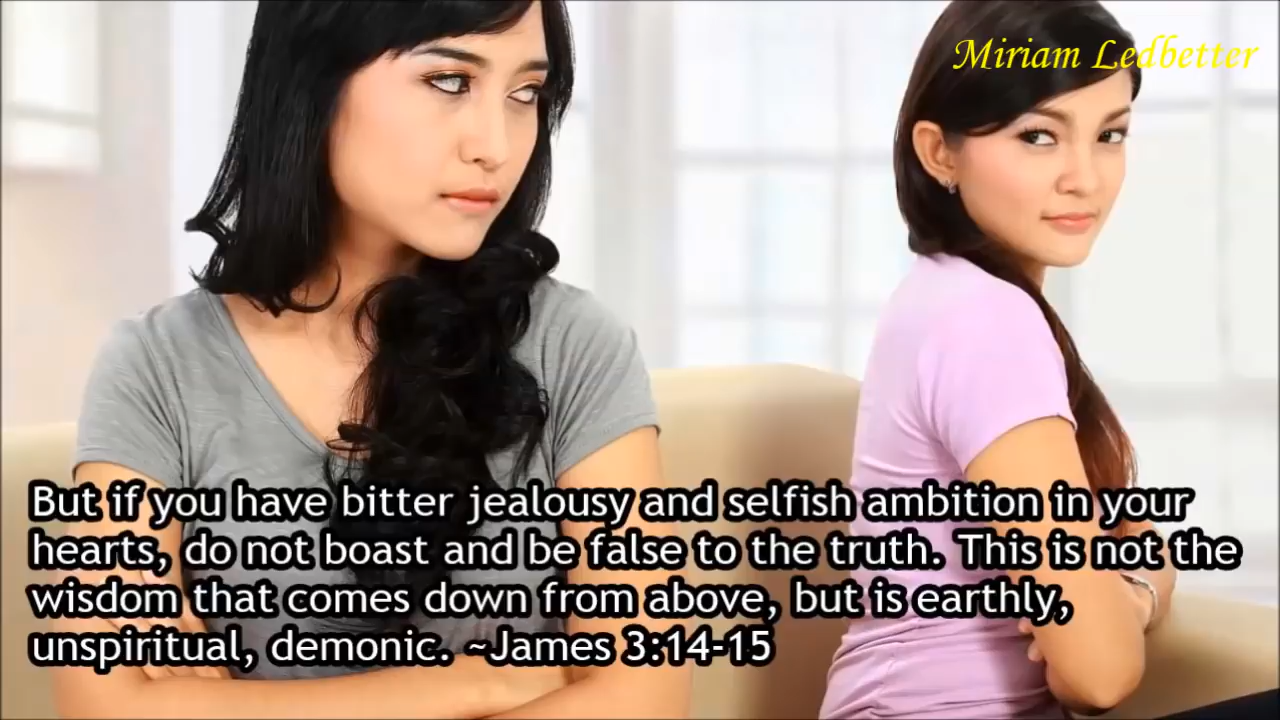 Miriam Ledbetter
But if you have bitter jealousy and selfish ambition in your
hearts, do not boast and be false to the truth. This is not the
wisdom that comes down from above, but is earthly,
unspiritual, demonic. ~James 3:14-15